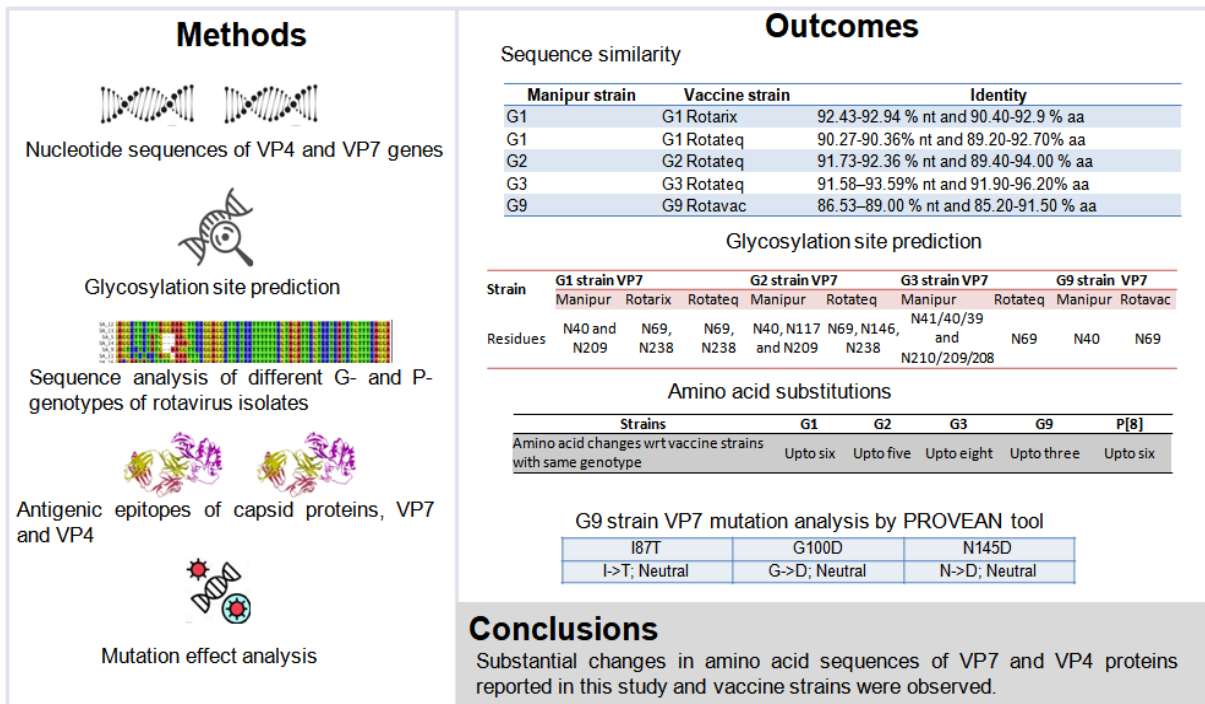 Methods
Nucleotide sequences of VP4 and VP7 genes
Glycosylation site prediction
Sequence analysis of different G- and P-
genotypes of rotavirus isolates
Antigenic epitopes of capsid proteins, VP7
and VP4
Mutation effect analysis
Outcomes
Sequence similarity
Manipur strain Vaccine strain Identity
G1 G1 Rotarix 92.43-92.94 % nt and 90.40-92.9 % aa
G1 G1 Rotateq 90.27-90.36% nt and 89.20-92.70% aa
G2 G2 Rotateq 91.73-92.36 % nt and 89.40-94.00 % aa
G3 G3 Rotateq 91.58–93.59% nt and 91.90-96.20% aa
G9 G9 Rotavac 86.53–89.00 % nt and 85.20-91.50 % aa
Glycosylation site prediction
Strain G1 strain VP7 G2 strain VP7 G3 strain VP7 G9 strain VP7
Manipur Rotarix Rotateq Manipur Rotateq Manipur Rotateq Manipur Rotavac
Residues N40 and N209 N69, N238 N69, N238 N40, N117 and N209 N69, N146, N238 N41/40/39 and N210/209/208 N69 N40 N69
Amino acid substitutions
Strains G1 G2 G3 G9 P[8]
Amino acid changes wrt vaccine strains
with same genotype Upto six Upto five Upto eight Upto three Upto six
G9 strain VP7 mutation analysis by PROVEAN tool
I87T G100D N145D
I->T; Neutral G->D; Neutral N->D; Neutral
Conclusions
Substantial changes in amino acid sequences of VP7 and VP4 proteins
reported in this study and vaccine strains were observed.